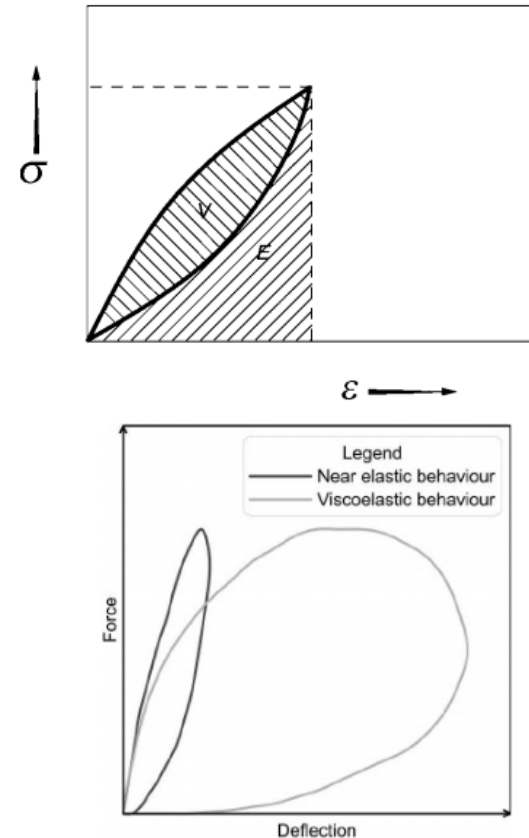 σ
V
E
ε
Legend
Near elastic behaviour
Viscoelastic behaviour
Force
Deflection